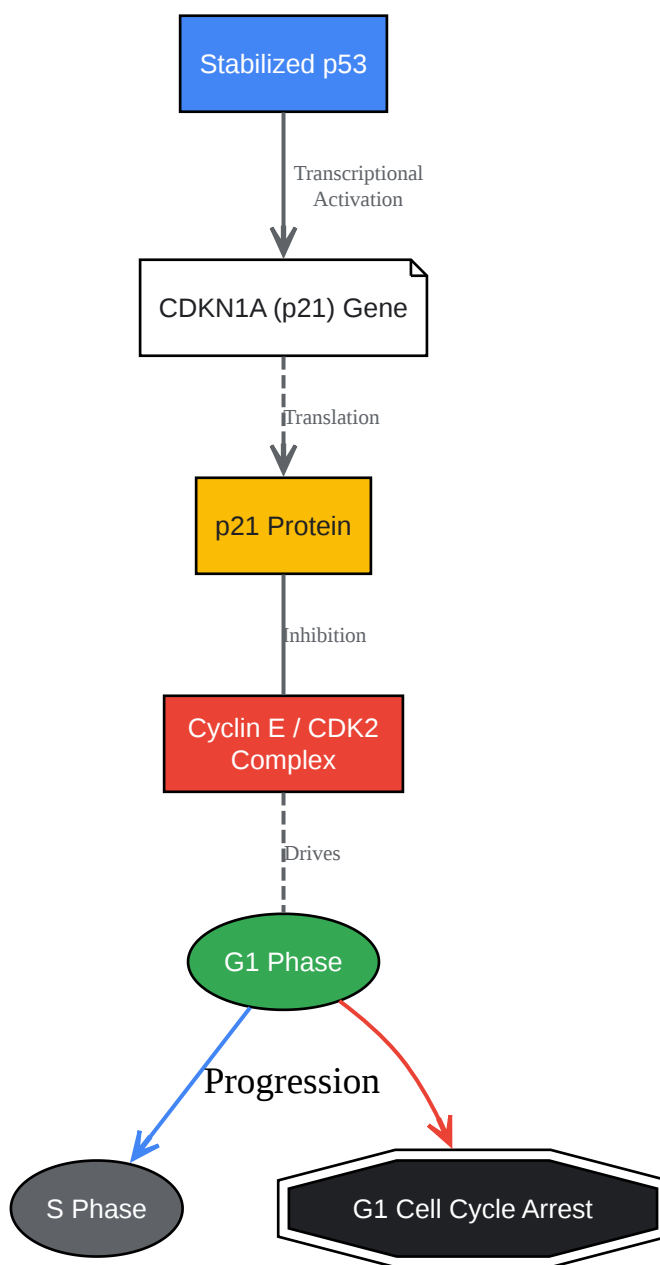 Stabilized p53
Transcriptional
Activation
CDKN1A (p21) Gene
Translation
p21 Protein
Inhibition
Cyclin E / CDK2
Complex
Drives
G1 Phase
Progression
S Phase
G1 Cell Cycle Arrest